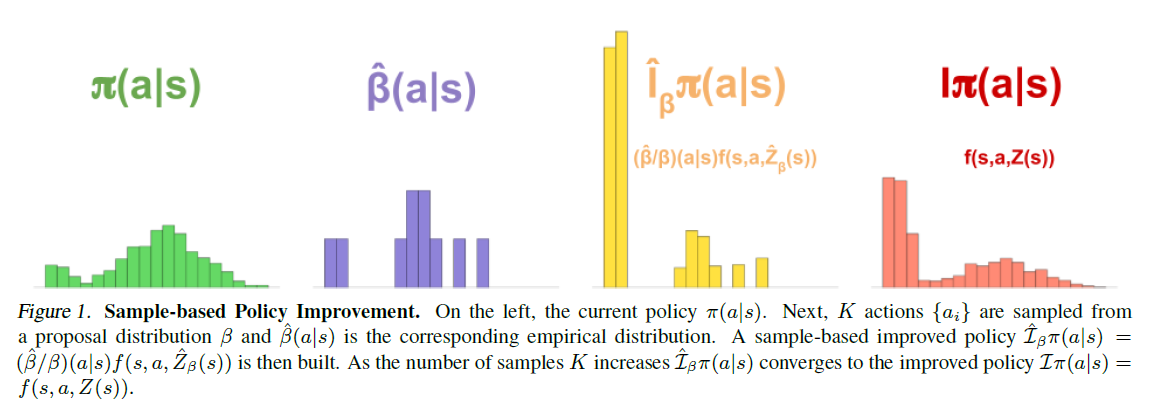 π(a|s)
β̂(a|s)
Î_βπ(a|s)
(β̂/β)(a|s)f(s,a,Ẑ_β(s))
Iπ(a|s)
f(s,a,Z(s))
Figure 1. Sample-based Policy Improvement. On the left, the current policy π(a|s). Next, K actions {a_i} are sampled from
a proposal distribution β and β̂(a|s) is the corresponding empirical distribution. A sample-based improved policy Î_βπ(a|s) =
(β̂/β)(a|s)f(s, a, Ẑ_β(s)) is then built. As the number of samples K increases Î_βπ(a|s) converges to the improved policy Iπ(a|s) =
f(s, a, Z(s)).